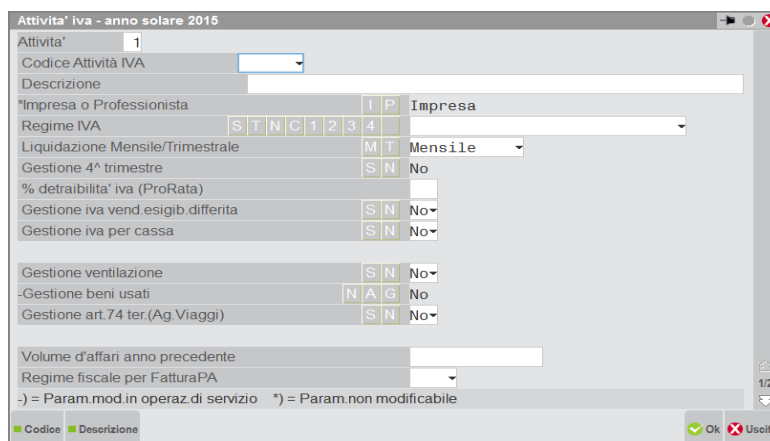 Attivita' iva - anno solare 2015
Attivita' 1
Codice Attività IVA
Descrizione
*Impresa o Professionista I P Impresa
Regime IVA S T N C 1 2 3 4
Liquidazione Mensile/Trimestrale M T Mensile
Gestione 4^ trimestre S N No
% detraibilita' iva (ProRata)
Gestione iva vend.esigib.differita S N No
Gestione iva per cassa S N No
Gestione ventilazione S N No
-Gestione beni usati N A G No
Gestione art.74 ter.(Ag.Viaggi) S N No
Volume d'affari anno precedente
Regime fiscale per FatturaPA
1/2
-) = Param.mod.in operaz.di servizio *) = Param.non modificabile
Codice Descrizione Ok Uscit